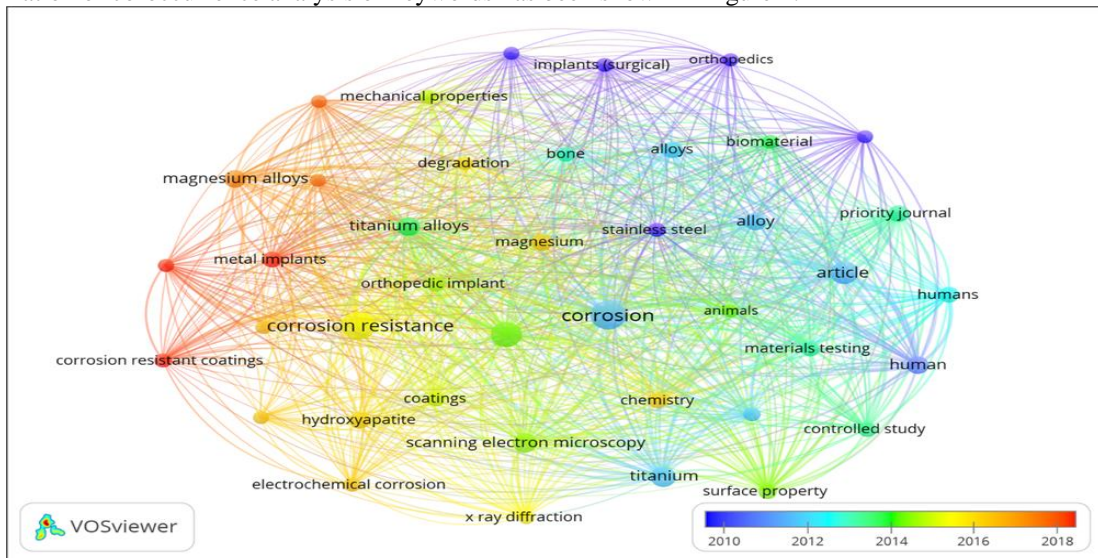 implants (surgical)
orthopedics
mechanical properties
biomaterial
bone
alloys
degradation
magnesium alloys
priority journal
titanium alloys
alloy
stainless steel
magnesium
metal implants
article
orthopedic implant
humans
animals
corrosion
corrosion resistance
materials testing
corrosion resistant coatings
human
coatings
chemistry
hydroxyapatite
controlled study
scanning electron microscopy
titanium
electrochemical corrosion
surface property
x ray diffraction
VOSviewer
2010 2012 2014 2016 2018